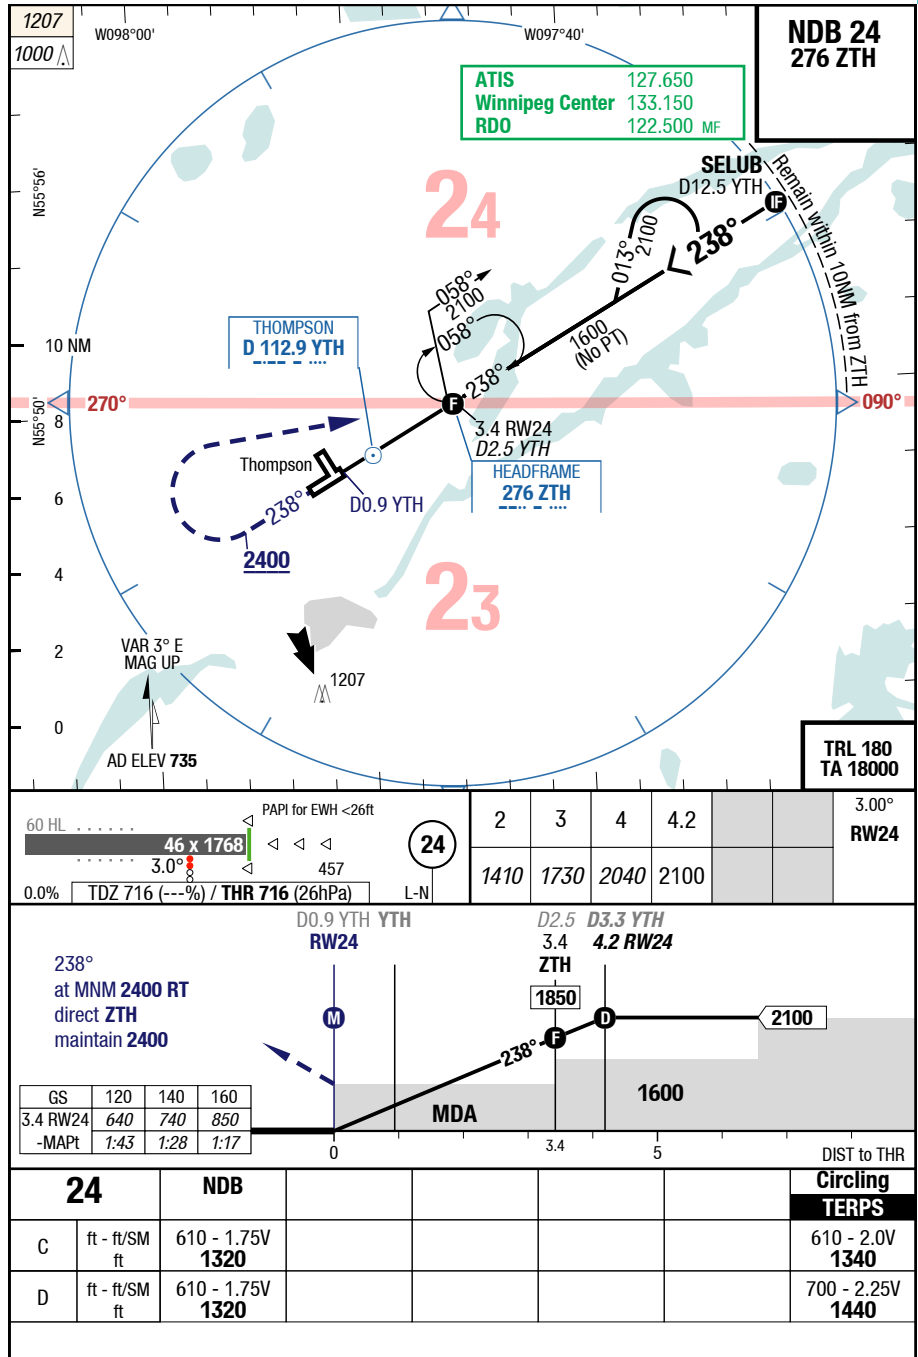 1207
1000
W098°00'
W097°40'
NDB 24
276 ZTH
ATIS 127.650
Winnipeg Center 133.150
RDO 122.500 MF
N55°56'
24
SELUB
D12.5 YTH
IF
Remain within 10NM from ZTH
238°
013°
2100
058°
2100
058°
1600
(No PT)
THOMPSON
D 112.9 YTH
10 NM
238°
270°
F
090°
N55°50'
8
3.4 RW24
D2.5 YTH
Thompson
HEADFRAME
276 ZTH
6
D0.9 YTH
238°
2400
4
23
VAR 3° E
MAG UP
2
1207
0
AD ELEV 735
TRL 180
TA 18000
60 HL
PAPI for EWH <26ft
46 x 1768
3.0°
457
24
0.0%
TDZ 716 (---%) / THR 716 (26hPa)
L-N
2 3 4 4.2
1410 1730 2040 2100
3.00°
RW24
D0.9 YTH YTH
RW24
D2.5 D3.3 YTH
3.4 4.2 RW24
ZTH
238°
at MNM 2400 RT
direct ZTH
maintain 2400
1850
M
D
2100
F
238°
1600
MDA
GS 120 140 160
3.4 RW24 640 740 850
-MAPt 1:43 1:28 1:17
0
3.4
5
DIST to THR
24 NDB Circling
TERPS
C ft - ft/SM 610 - 1.75V 610 - 2.0V
ft 1320 1340
D ft - ft/SM 610 - 1.75V 700 - 2.25V
ft 1320 1440